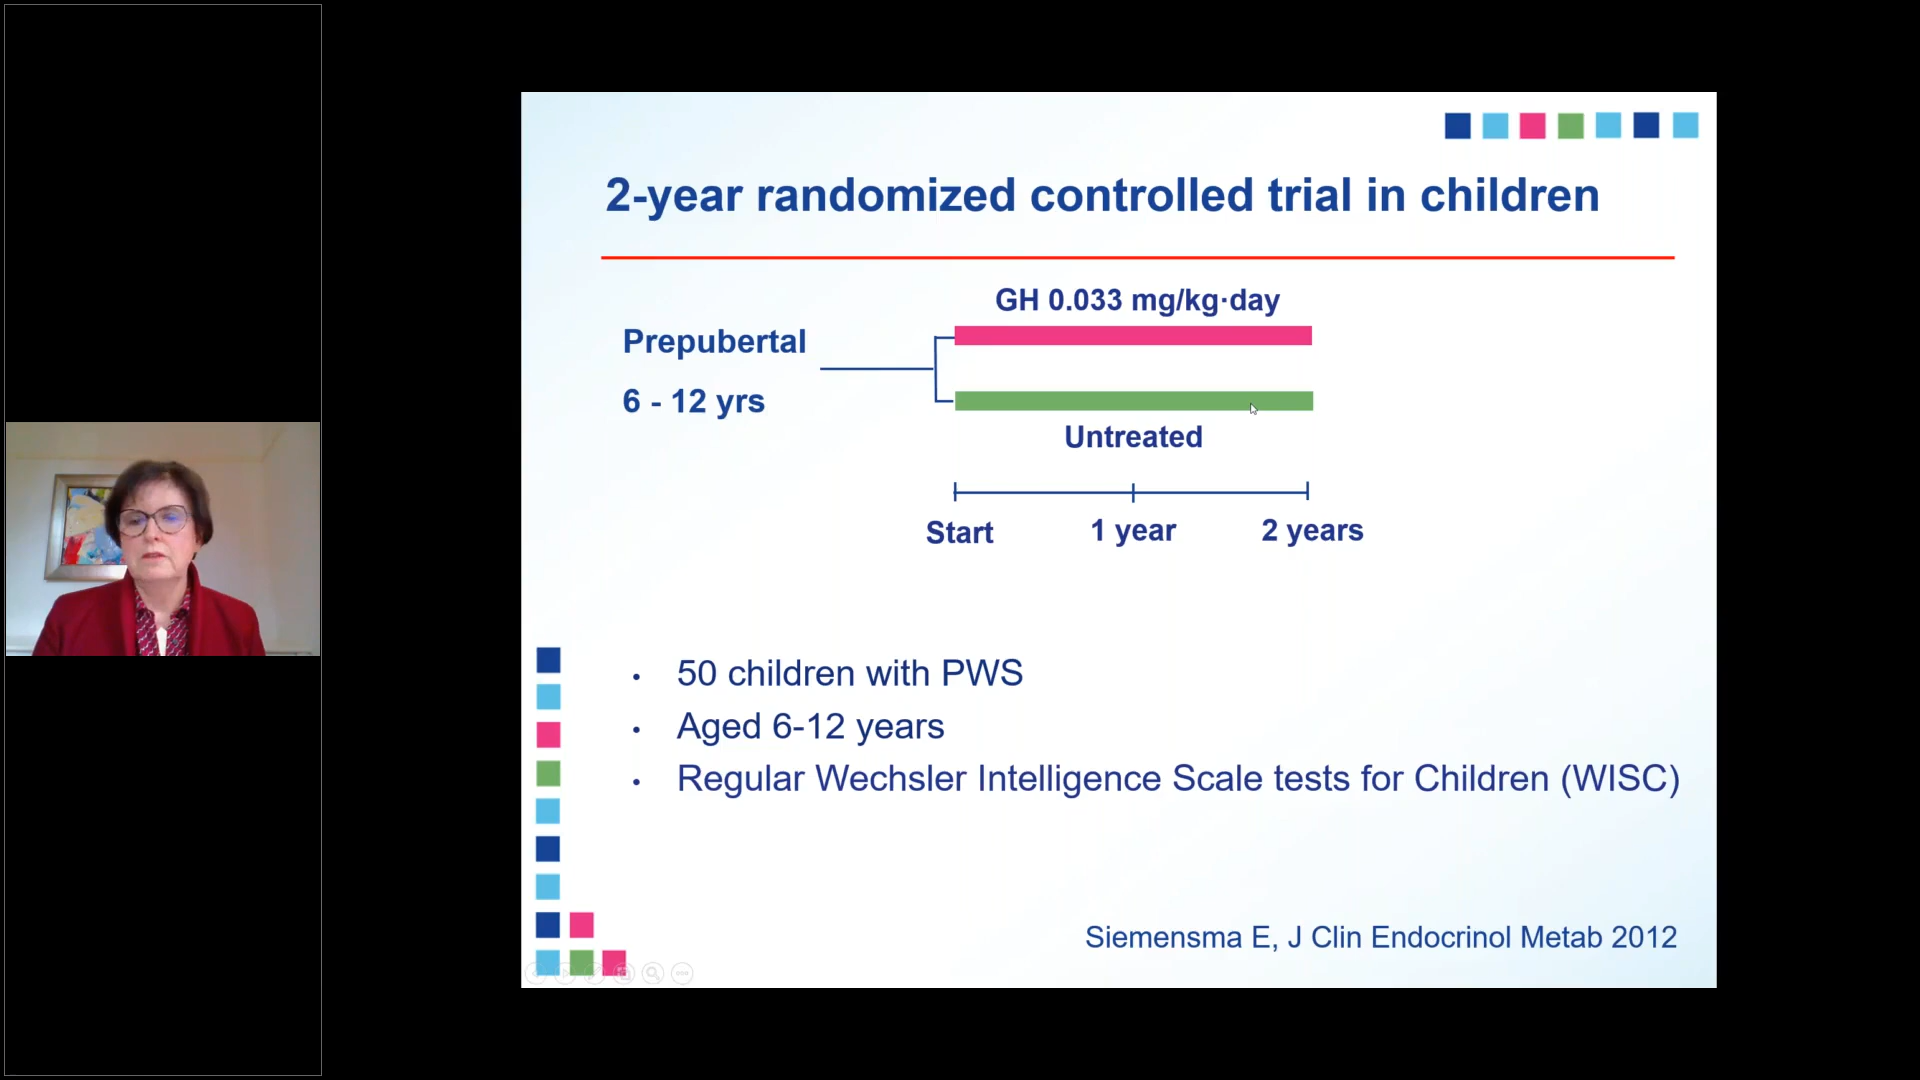 2-year randomized controlled trial in children
GH 0.033 mg/kg·day
Prepubertal
6 - 12 yrs
Untreated
Start
1 year
2 years
• 50 children with PWS
• Aged 6-12 years
• Regular Wechsler Intelligence Scale tests for Children (WISC)
Siemensma E, J Clin Endocrinol Metab 2012